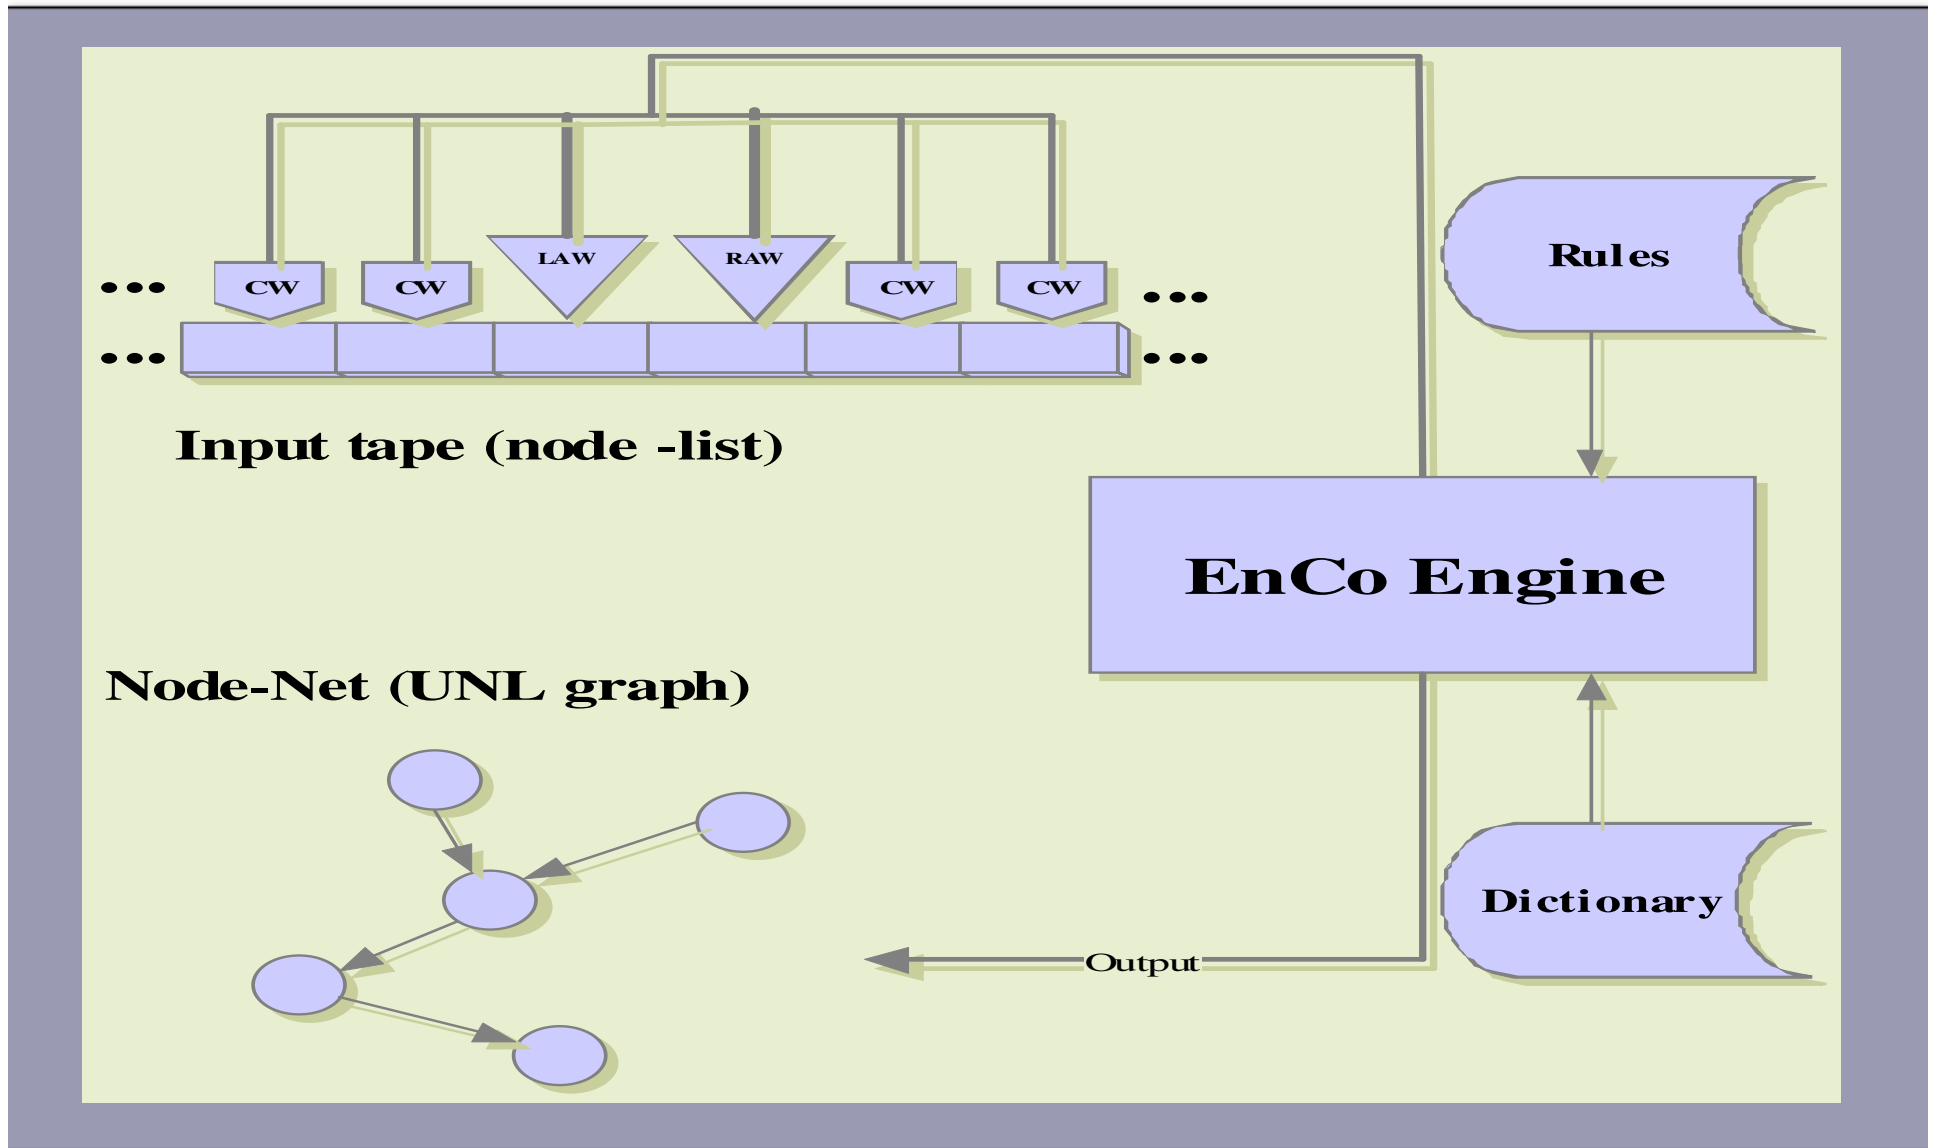 LAW
RAW
CW
CW
CW
CW
Rules
Input tape (node -list)
EnCo Engine
Node-Net (UNL graph)
Dictionary
Output